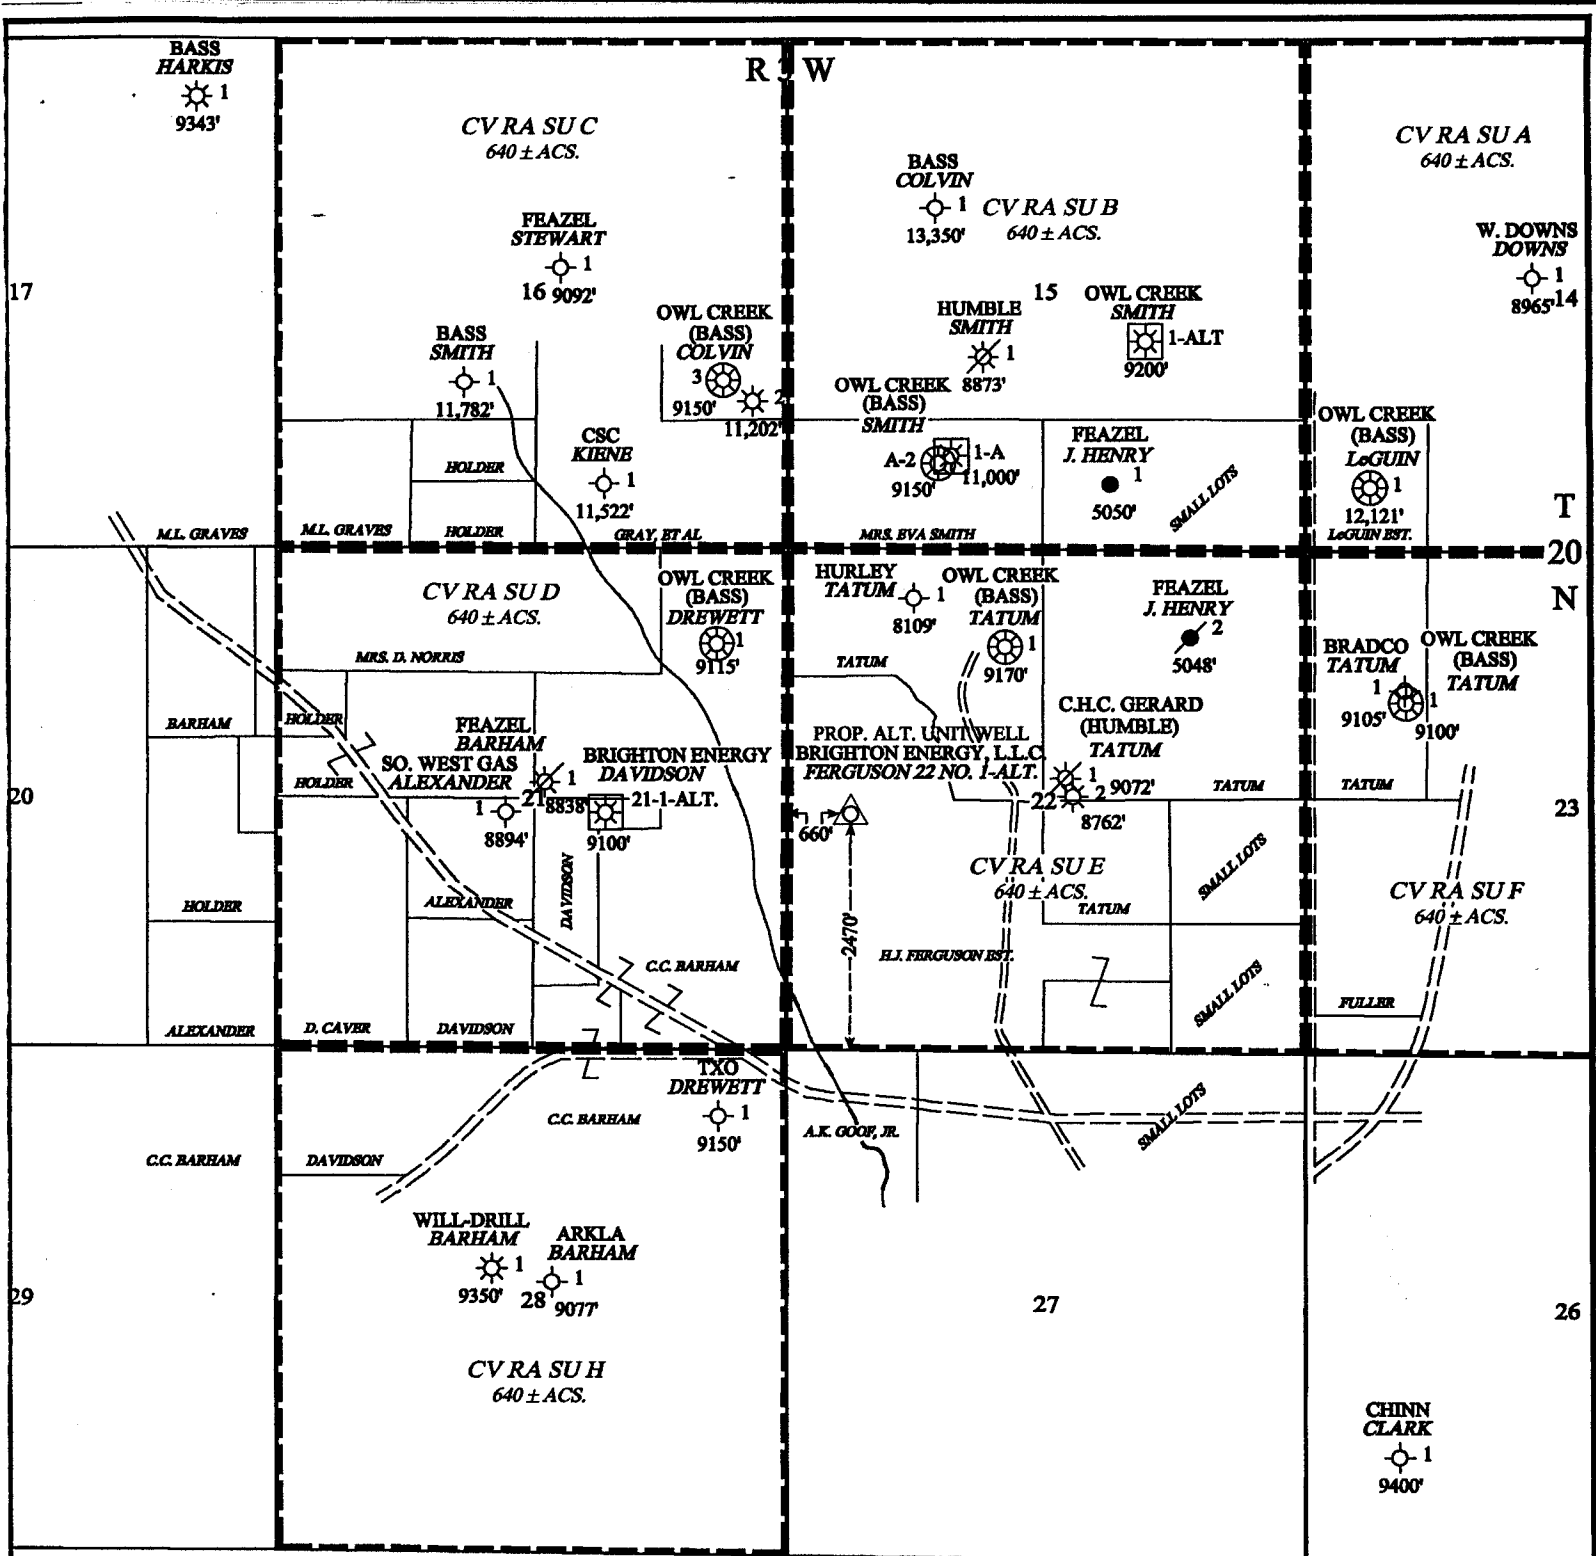 BASS
HARKIS
1
9343'
R 3 W
CV RA SU C
640 ± ACS.
CV RA SU A
640 ± ACS.
BASS
COLVIN
1
13,350'
CV RA SU B
640 ± ACS.
FEAZEL
STEWART
1
16 9092'
W. DOWNS
DOWNS
1
8965' 14
17
15
BASS
SMITH
1
11,782'
OWL CREEK
(BASS)
COLVIN
3
9150'
2
11,202'
HUMBLE
SMITH
1
8873'
OWL CREEK
SMITH
1-ALT
9200'
OWL CREEK
(BASS)
SMITH
A-2
9150'
1-A
11,000'
CSC
KIENE
1
11,522'
HOLDER
FEAZEL
J. HENRY
1
5050'
SMALL LOTS
OWL CREEK
(BASS)
LeGUIN
1
12,121'
LeGUIN EST.
M.L. GRAVES
M.L. GRAVES
HOLDER
GRAY, ET AL
MRS. EVA SMITH
T
20
N
CV RA SU D
640 ± ACS.
OWL CREEK
(BASS)
DREWETT
1
9115'
HURLEY
TATUM
1
8109'
OWL CREEK
(BASS)
TATUM
1
9170'
FEAZEL
J. HENRY
2
5048'
BRADCO
TATUM
1
9105'
OWL CREEK
(BASS)
TATUM
1
9100'
MRS. D. NORRIS
TATUM
BARHAM
HOLDER
HOLDER
FEAZEL
BARHAM
1
8838'
SO. WEST GAS
ALEXANDER
1
8894'
21
BRIGHTON ENERGY
DAVIDSON
21-1-ALT.
9100'
PROP. ALT. UNIT WELL
BRIGHTON ENERGY, L.L.C.
FERGUSON 22 NO. 1-ALT.
660'
2470'
C.H.C. GERARD
(HUMBLE)
TATUM
1
9072'
22
2
8762'
TATUM
TATUM
20
23
CV RA SU E
640 ± ACS.
SMALL LOTS
CV RA SU F
640 ± ACS.
HOLDER
ALEXANDER
DAVIDSON
TATUM
C.C. BARHAM
H.J. FERGUSON EST.
SMALL LOTS
FULLER
ALEXANDER
D. CAVER
DAVIDSON
TXO
DREWETT
1
9150'
C.C. BARHAM
A.K. GOOF, JR.
SMALL LOTS
C.C. BARHAM
DAVIDSON
WILL-DRILL
BARHAM
1
9350'
ARKLA
BARHAM
1
28 9077'
29
27
26
CV RA SU H
640 ± ACS.
CHINN
CLARK
1
9400'